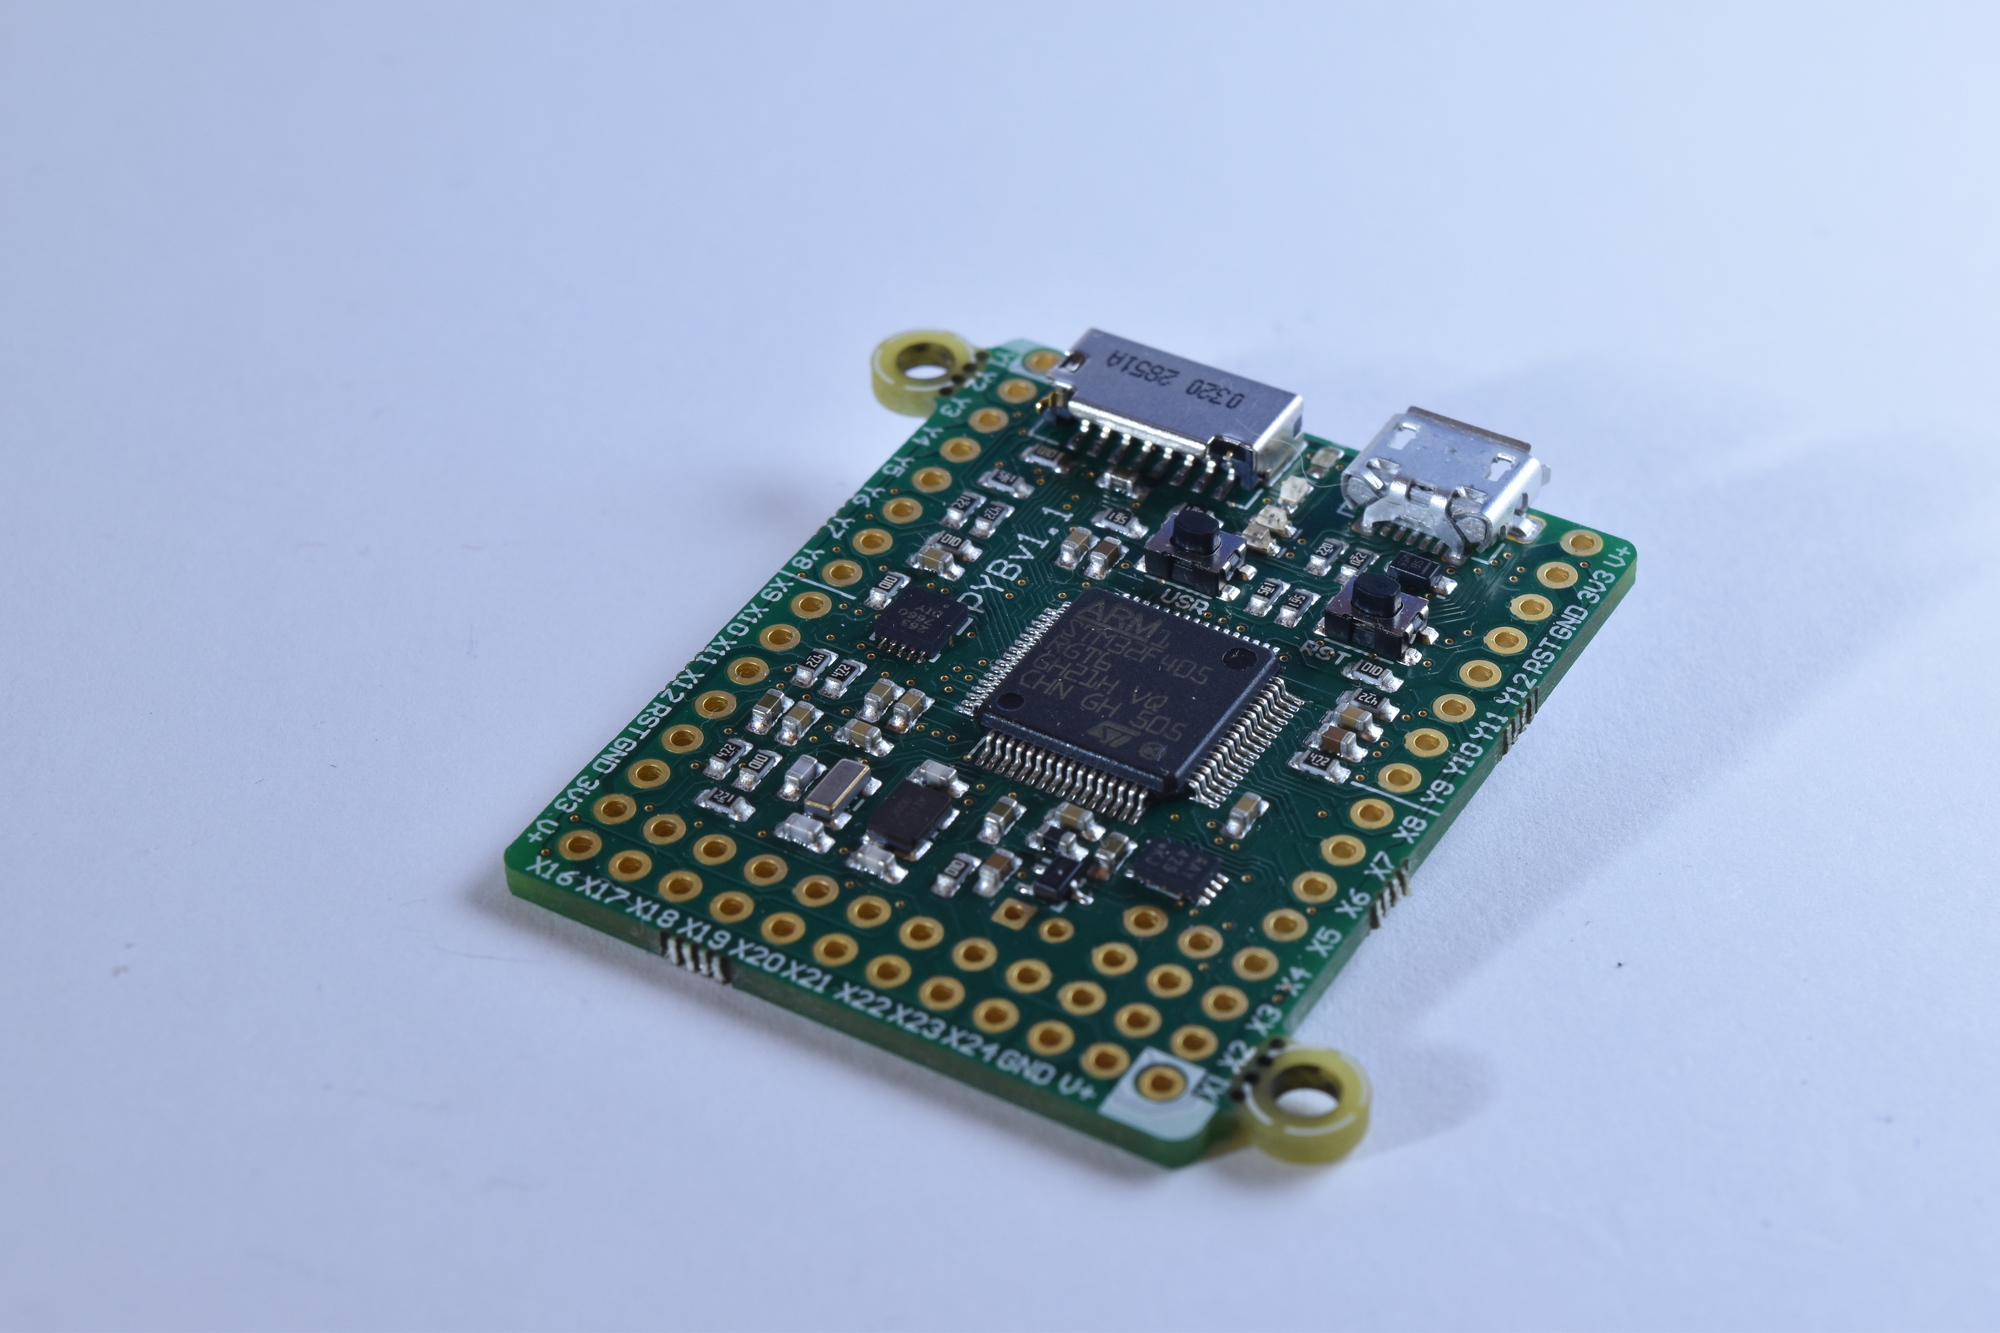 0320 2851A
Y2
Y3
Y4
Y5
Y6
Y7
Y8
X9
X10
X11
X12
RST
GND
3V3
V+
PYBv1.1
USR
RST
ARM
STM32F405
RGT6
GH21H VQ
CHN GH 505
ST
V+
3V3
GND
RST
Y12
Y11
Y10
Y9
X8
X7
X6
X5
X4
X3
X2
X1
X16 X17 X18 X19 X20 X21 X22 X23 X24 GND V+